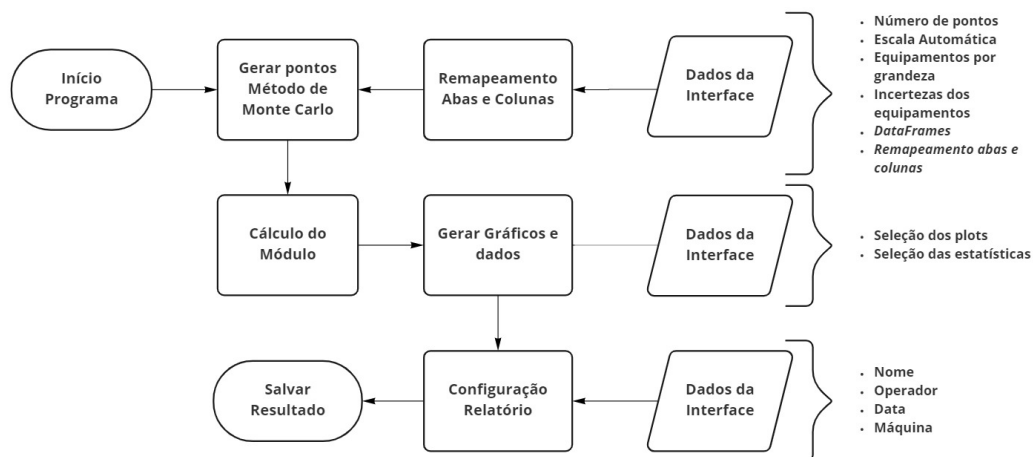 Início
Programa
Gerar pontos
Método de
Monte Carlo
Remapeamento
Abas e Colunas
Dados da
Interface
• Número de pontos
• Escala Automática
• Equipamentos por
grandeza
• Incertezas dos
equipamentos
• DataFrames
• Remapeamento abas e
colunas
Cálculo do
Módulo
Gerar Gráficos e
dados
Dados da
Interface
• Seleção dos plots
• Seleção das estatísticas
Salvar
Resultado
Configuração
Relatório
Dados da
Interface
• Nome
• Operador
• Data
• Máquina